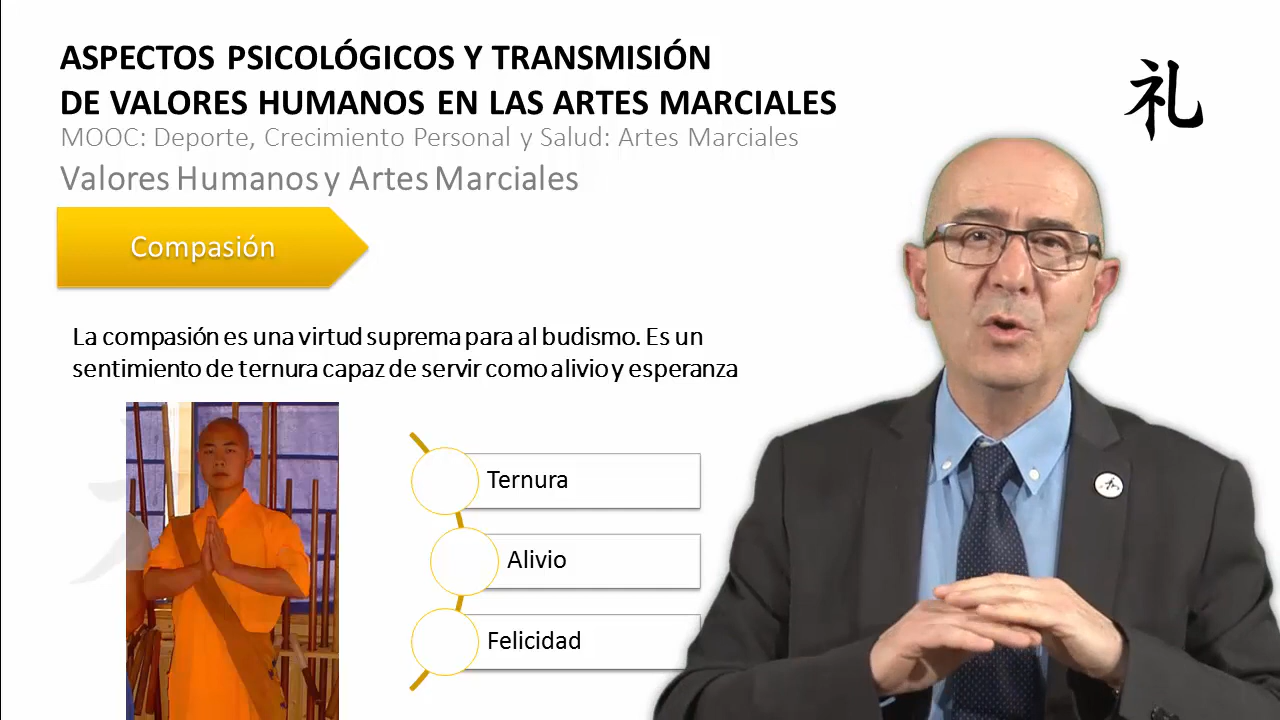 ASPECTOS PSICOLÓGICOS Y TRANSMISIÓN
DE VALORES HUMANOS EN LAS ARTES MARCIALES
MOOC: Deporte, Crecimiento Personal y Salud: Artes Marciales
Valores Humanos y Artes Marciales
礼
Compasión
La compasión es una virtud suprema para al budismo. Es un
sentimiento de ternura capaz de servir como alivio y esperanza
Ternura
Alivio
Felicidad